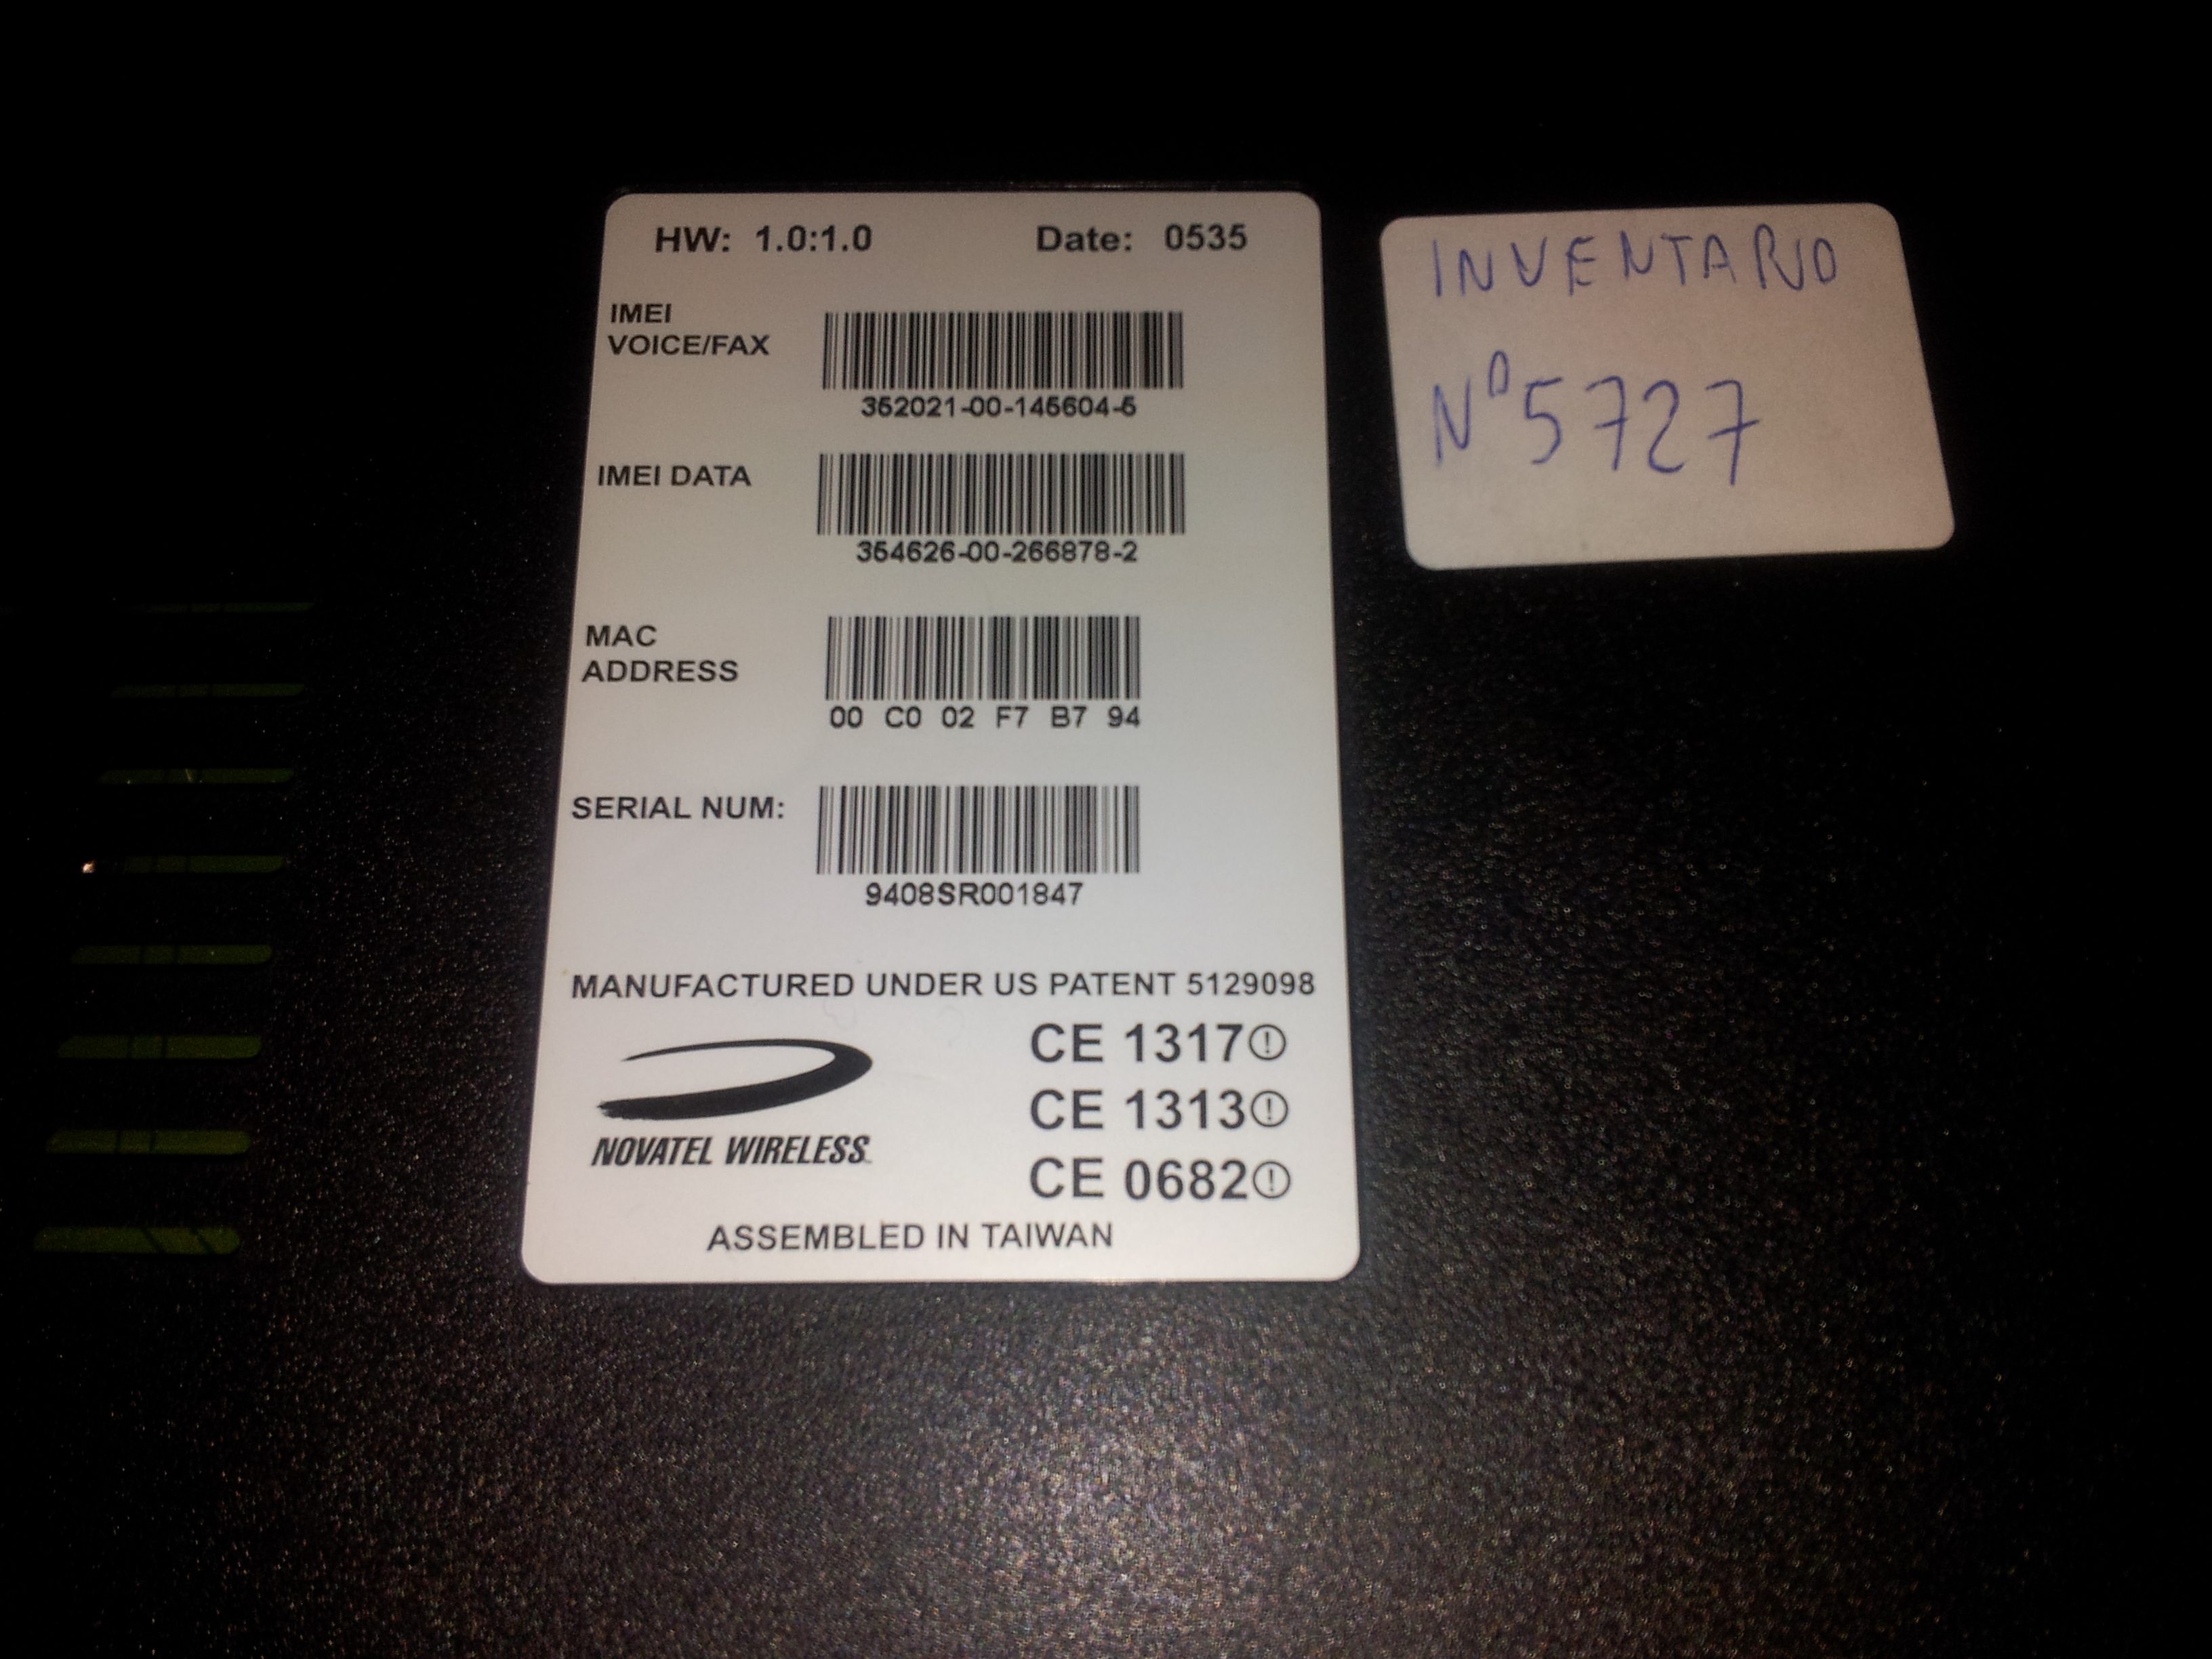 HW: 1.0:1.0 Date: 0535
IMEI
VOICE/FAX
352021-00-145604-5
IMEI DATA
354626-00-266878-2
MAC
ADDRESS
00 C0 02 F7 B7 94
SERIAL NUM:
9408SR001847
MANUFACTURED UNDER US PATENT 5129098
CE 1317
CE 1313
CE 0682
NOVATEL WIRELESS
ASSEMBLED IN TAIWAN
INVENTARIO
Nº 5727